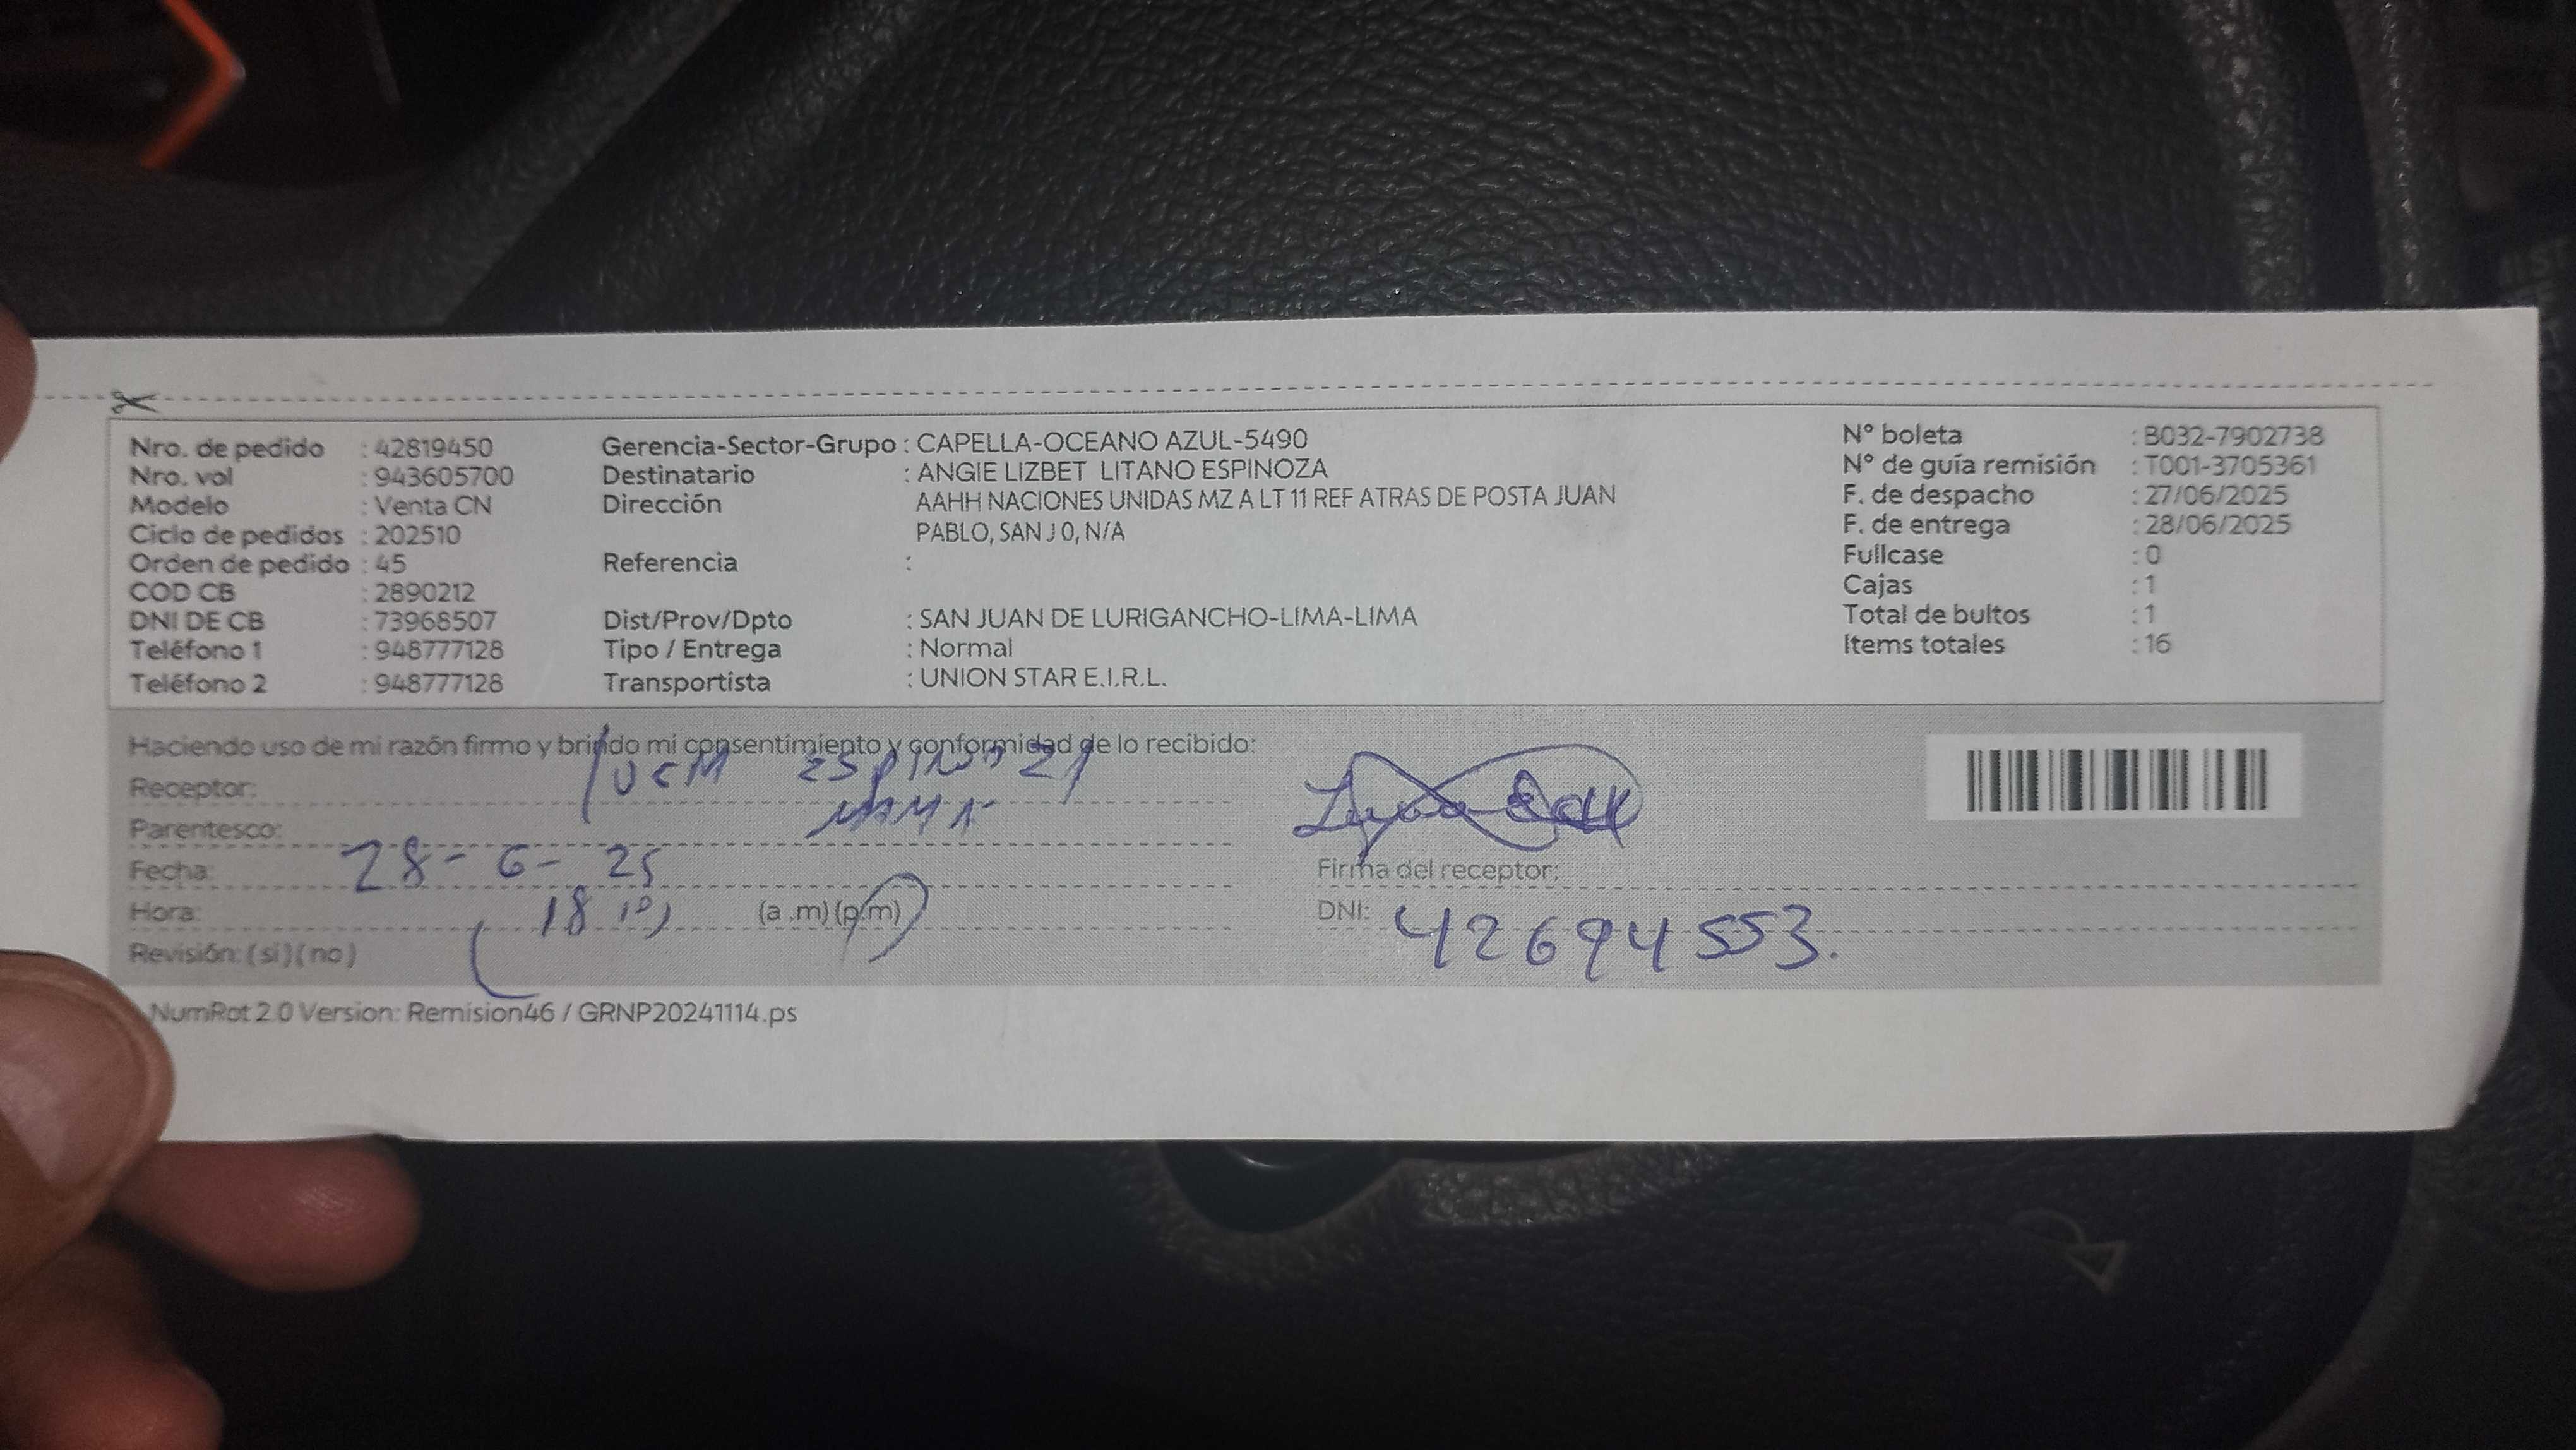 Nro. de pedido : 42819450
Nro. vol : 943605700
Modelo : Venta CN
Ciclo de pedidos : 202510
Orden de pedido : 45
COD CB : 2890212
DNI DE CB : 73968507
Teléfono 1 : 948777128
Teléfono 2 : 948777128
Gerencia-Sector-Grupo : CAPELLA-OCEANO AZUL-5490
Destinatario : ANGIE LIZBET LITANO ESPINOZA
Dirección AAHH NACIONES UNIDAS MZ A LT 11 REF ATRAS DE POSTA JUAN
PABLO, SAN J 0, N/A
Referencia :
Dist/Prov/Dpto : SAN JUAN DE LURIGANCHO-LIMA-LIMA
Tipo / Entrega : Normal
Transportista : UNION STAR E.I.R.L.
N° boleta : B032-7902738
N° de guía remisión : T001-3705361
F. de despacho : 27/06/2025
F. de entrega : 28/06/2025
Fullcase : 0
Cajas : 1
Total de bultos : 1
Items totales : 16
Haciendo uso de mi razón firmo y brindo mi consentimiento y conformidad de lo recibido:
Receptor: ESPINOZA
Parentesco: MAMA
Fecha: 28-6-25
Hora: 18 (a .m) (p.m)
Revisión: ( si ) ( no )
Firma del receptor:
DNI: 42694553.
NumRot 2.0 Version: Remision46 / GRNP20241114.ps